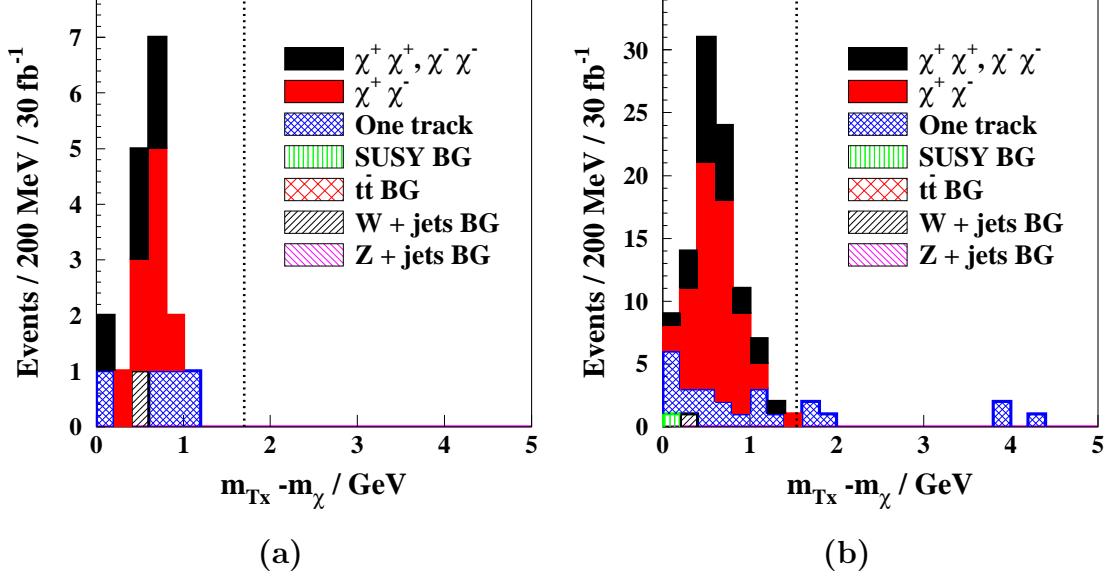 Events / 200 MeV / 30 fb⁻¹
7
6
5
4
3
2
1
0
χ⁺ χ⁺, χ⁻ χ⁻
χ⁺ χ⁻
One track
SUSY BG
tt̄ BG
W + jets BG
Z + jets BG
0 1 2 3 4 5
m_Tx -m_χ / GeV
(a)
Events / 200 MeV / 30 fb⁻¹
30
25
20
15
10
5
0
χ⁺ χ⁺, χ⁻ χ⁻
χ⁺ χ⁻
One track
SUSY BG
tt̄ BG
W + jets BG
Z + jets BG
0 1 2 3 4 5
m_Tx -m_χ / GeV
(b)